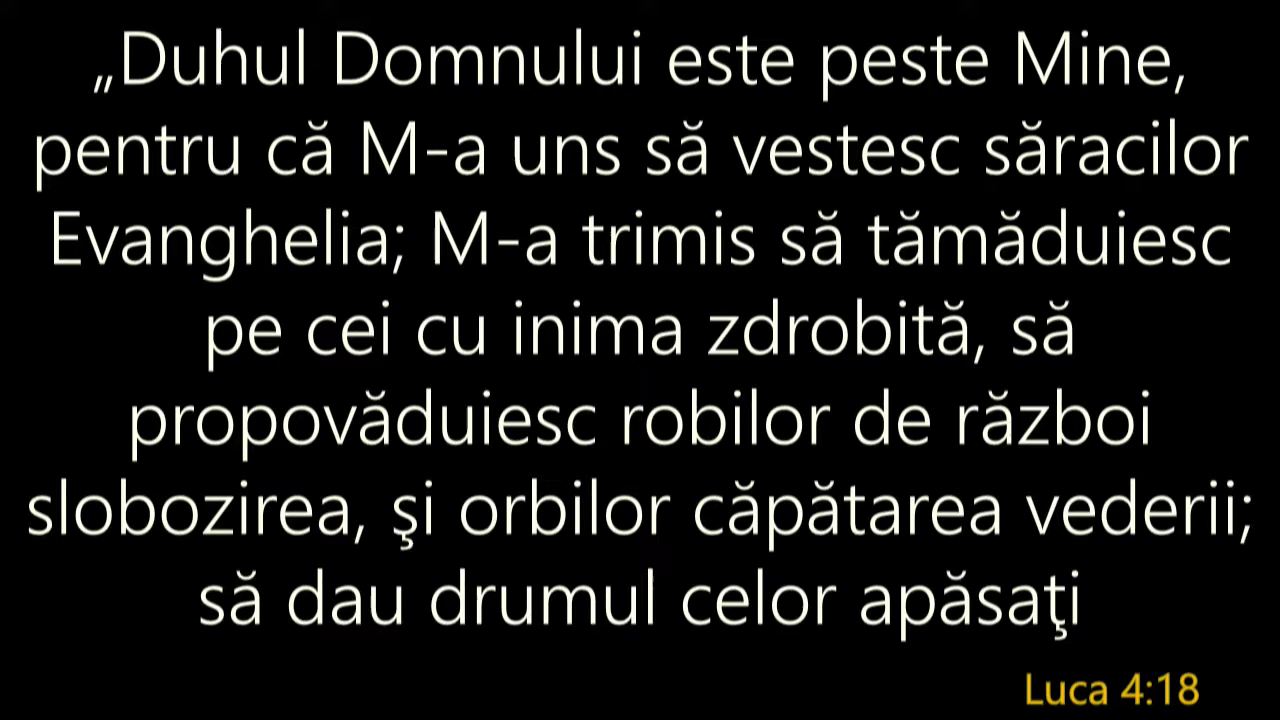 „Duhul Domnului este peste Mine,
pentru că M-a uns să vestesc săracilor
Evanghelia; M-a trimis să tămăduiesc
pe cei cu inima zdrobită, să
propovăduiesc robilor de război
slobozirea, şi orbilor căpătarea vederii;
să dau drumul celor apăsaţi
Luca 4:18